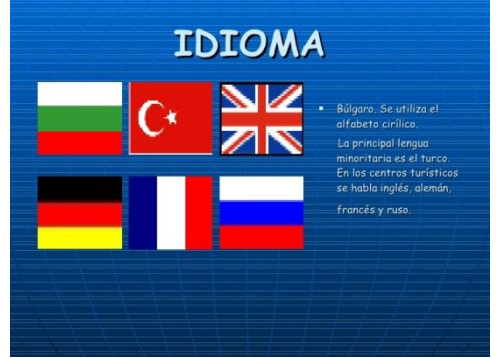 IDIOMA
Búlgaro. Se utiliza el
alfabeto cirílico.
La principal lengua
minoritaria es el turco.
En los centros turísticos
se habla inglés, alemán,
francés y ruso.